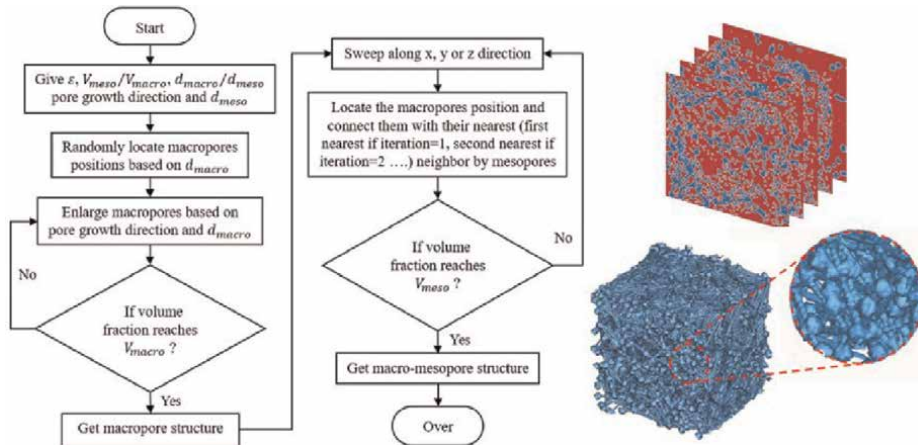 Start
Give ε, V_meso/V_macro, d_macro/d_meso
pore growth direction and d_meso
Randomly locate macropores
positions based on d_macro
Enlarge macropores based on
pore growth direction and d_macro
No
If volume
fraction reaches
V_macro ?
Yes
Get macropore structure
Sweep along x, y or z direction
Locate the macropores position and
connect them with their nearest (first
nearest if iteration=1, second nearest if
iteration=2 ....) neighbor by mesopores
No
If volume
fraction reaches
V_meso ?
Yes
Get macro-mesopore structure
Over